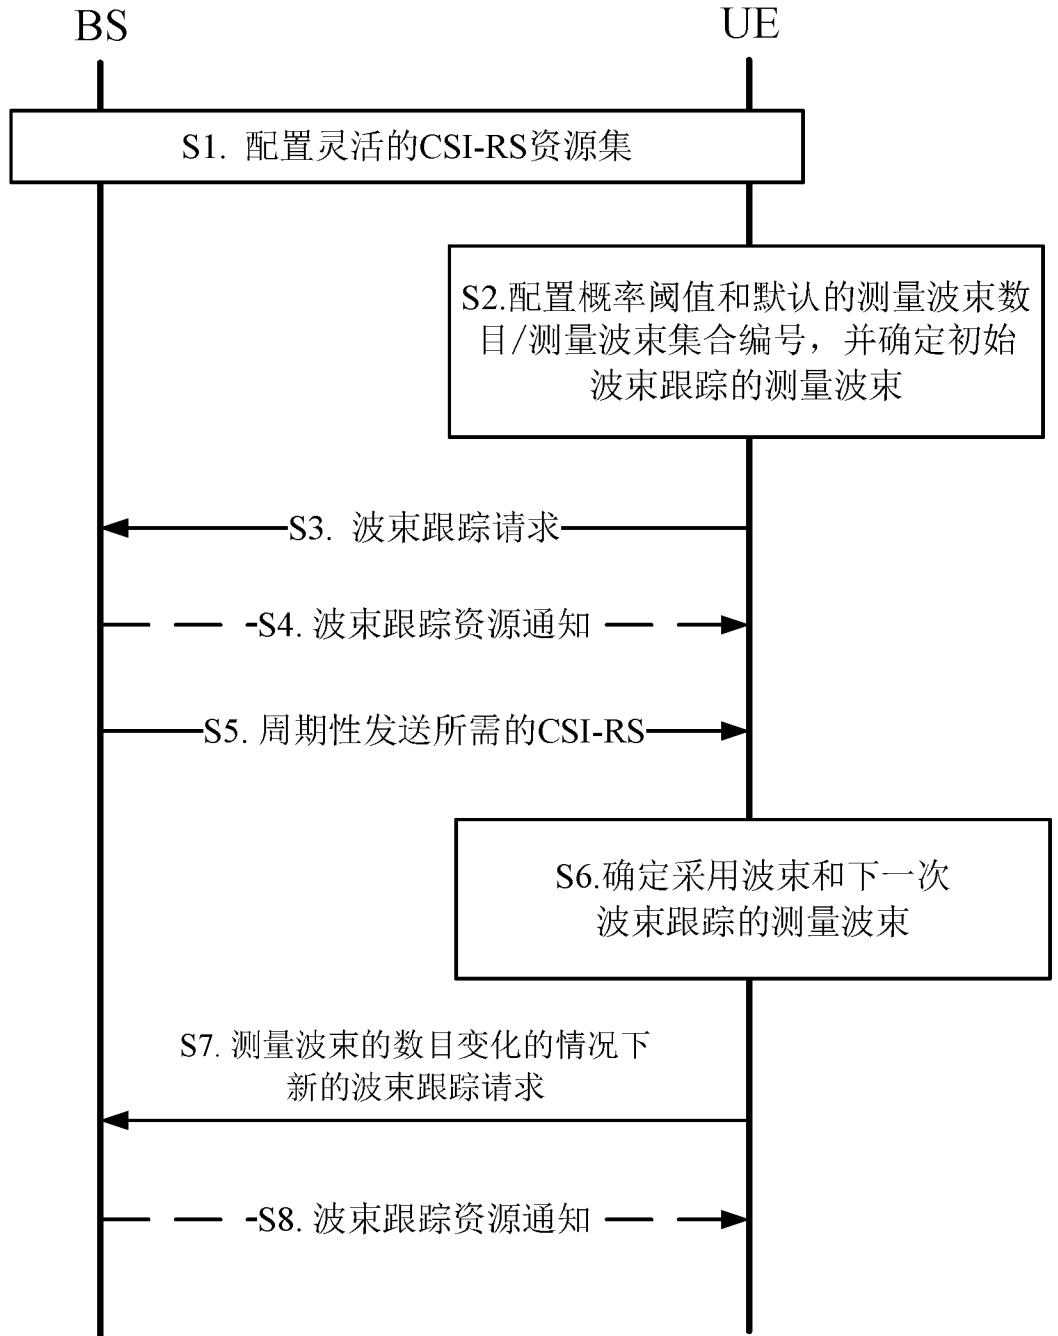 BS
UE
S1. 配置灵活的CSI-RS资源集
S2.配置概率阈值和默认的测量波束数
目/测量波束集合编号，并确定初始
波束跟踪的测量波束
S3. 波束跟踪请求
S4. 波束跟踪资源通知
S5. 周期性发送所需的CSI-RS
S6.确定采用波束和下一次
波束跟踪的测量波束
S7. 测量波束的数目变化的情况下
新的波束跟踪请求
S8. 波束跟踪资源通知